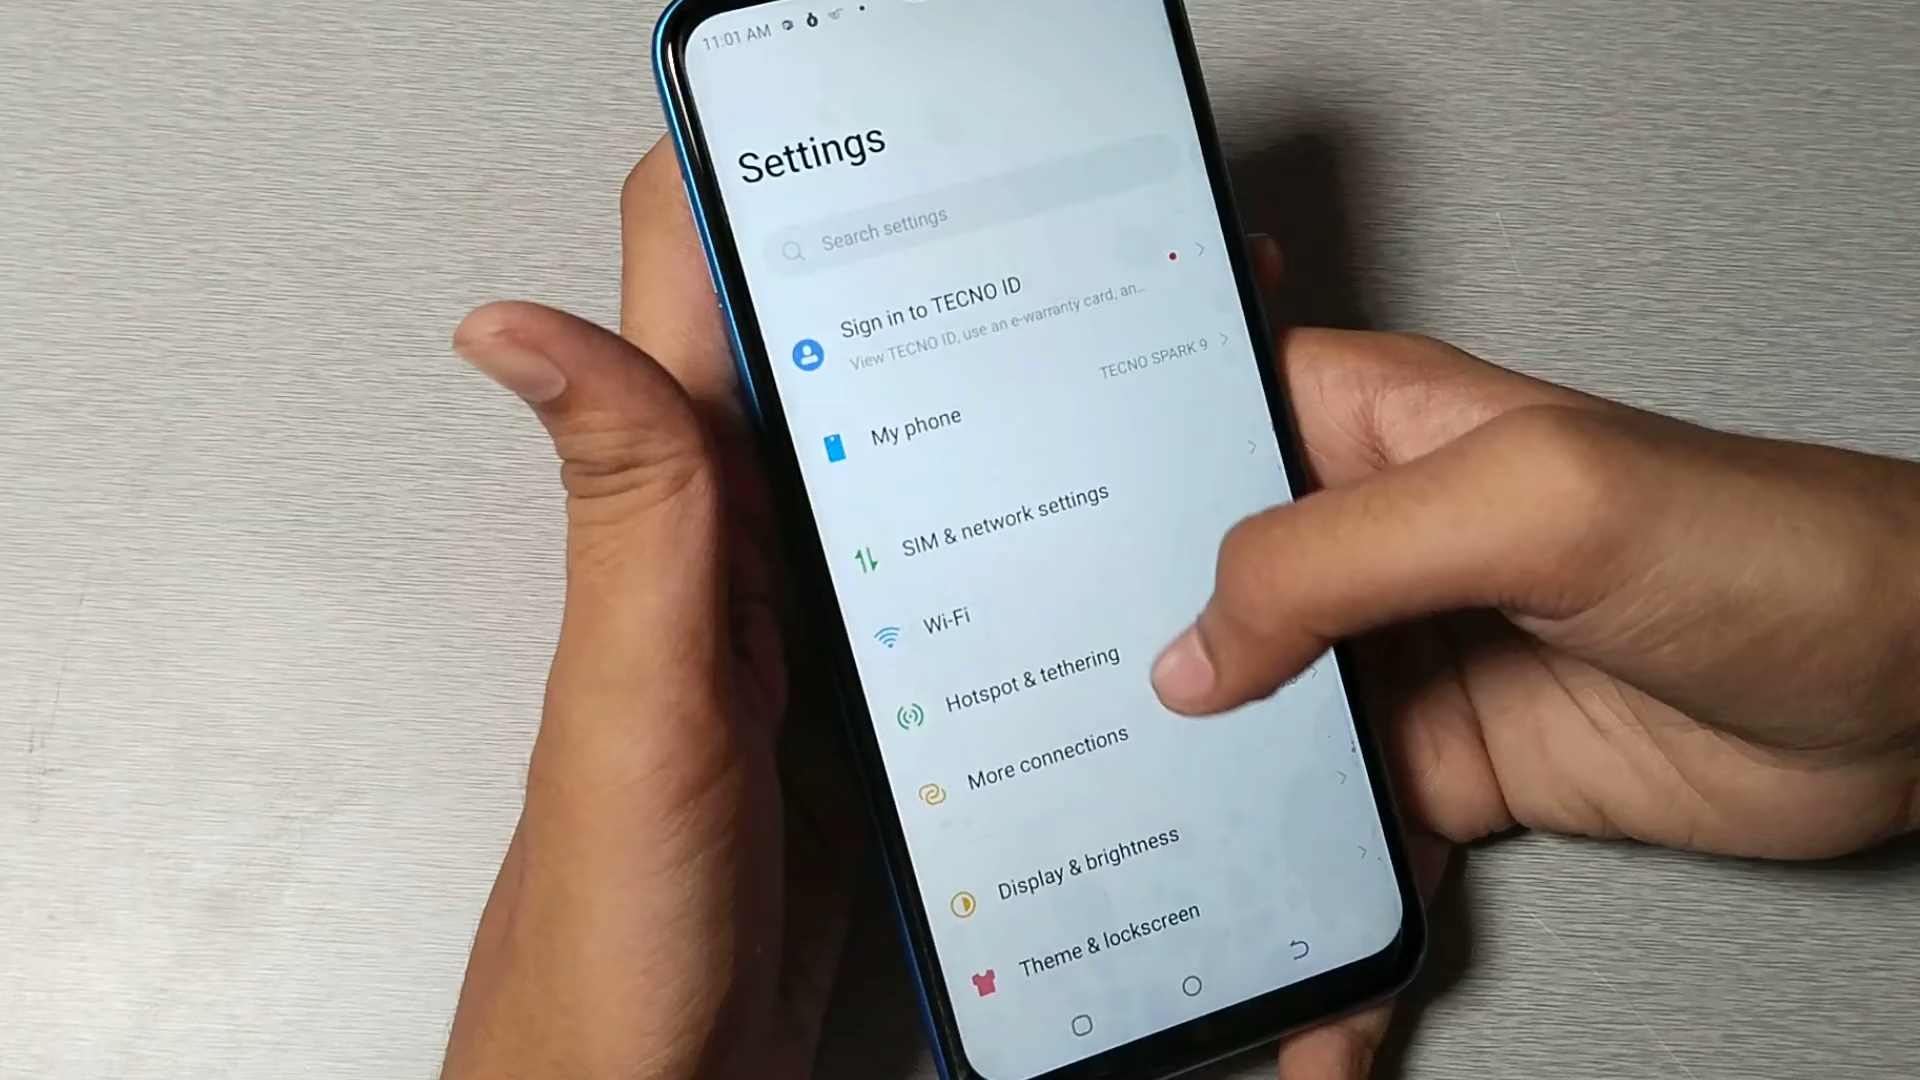 11:01 AM
Settings
Search settings
Sign in to TECNO ID
View TECNO ID, use an e-warranty card, an...
My phone
TECNO SPARK 9
SIM & network settings
Wi-Fi
Hotspot & tethering
More connections
Display & brightness
Theme & lockscreen